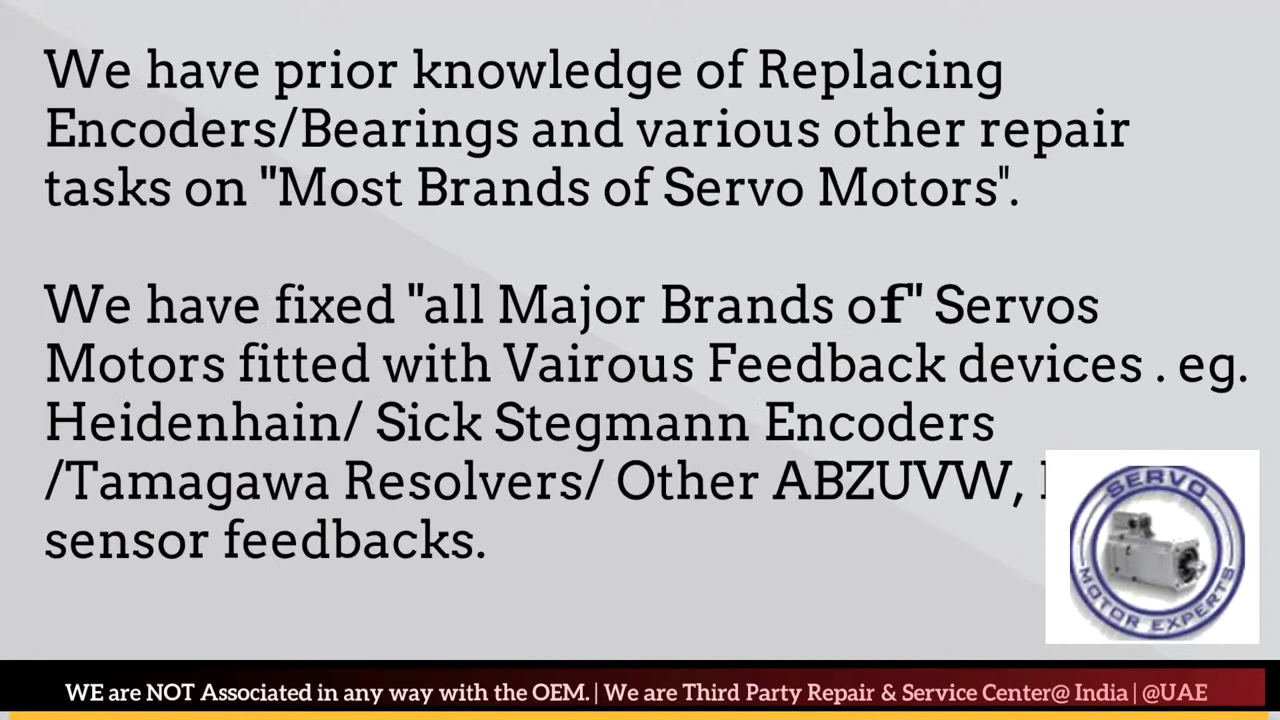 We have prior knowledge of Replacing
Encoders/Bearings and various other repair
tasks on "Most Brands of Servo Motors".
We have fixed "all Major Brands of" Servos
Motors fitted with Vairous Feedback devices . eg.
Heidenhain/ Sick Stegmann Encoders
/Tamagawa Resolvers/ Other ABZUVW,
sensor feedbacks.
SERVO
MOTOR EXPERTS
WE are NOT Associated in any way with the OEM. | We are Third Party Repair & Service Center@ India | @UAE